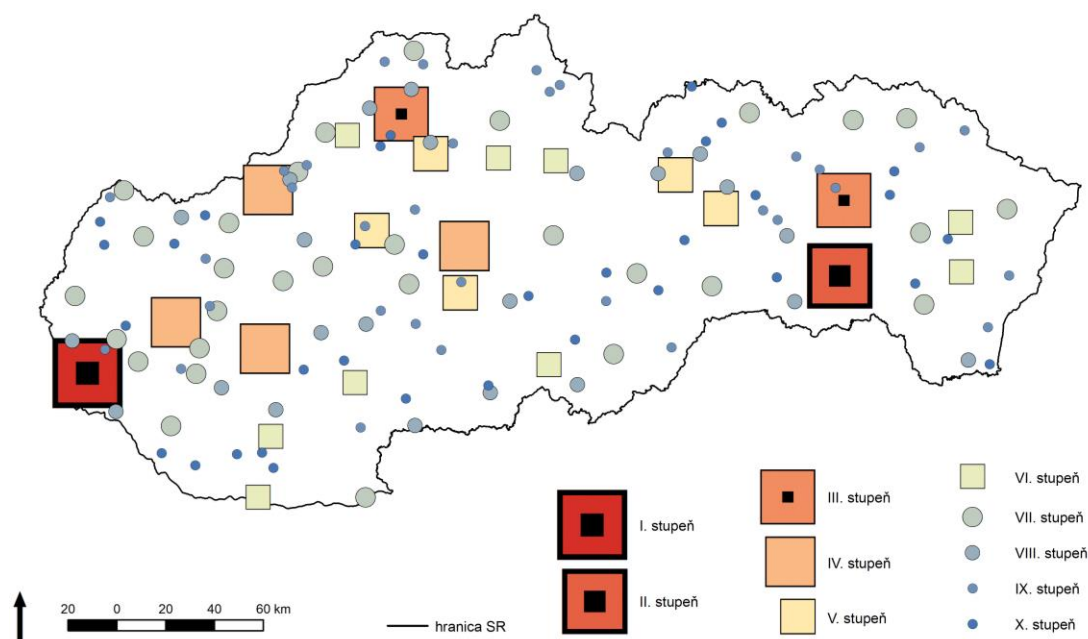 I. stupeň
II. stupeň
III. stupeň
IV. stupeň
V. stupeň
VI. stupeň
VII. stupeň
VIII. stupeň
IX. stupeň
X. stupeň
20 0 20 40 60 km
hranica SR